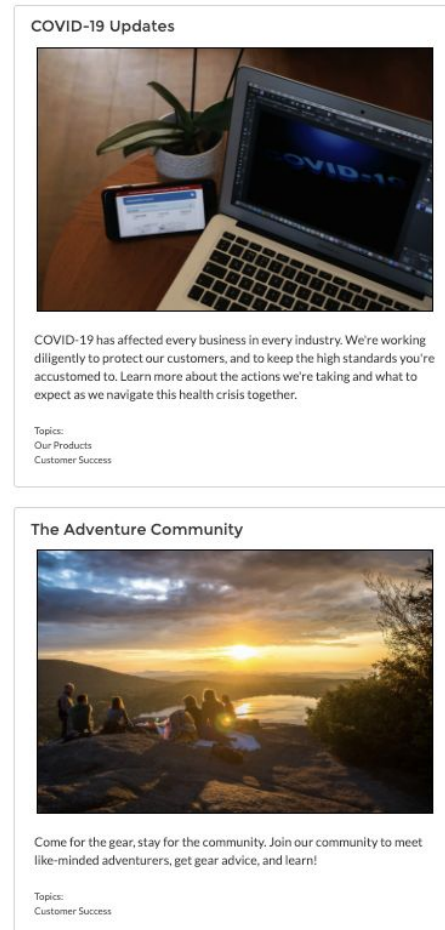 COVID-19 Updates
COVID-19
COVID-19 has affected every business in every industry. We're working
diligently to protect our customers, and to keep the high standards you're
accustomed to. Learn more about the actions we're taking and what to
expect as we navigate this health crisis together.
Topics:
Our Products
Customer Success
The Adventure Community
Come for the gear, stay for the community. Join our community to meet
like-minded adventurers, get gear advice, and learn!
Topics:
Customer Success